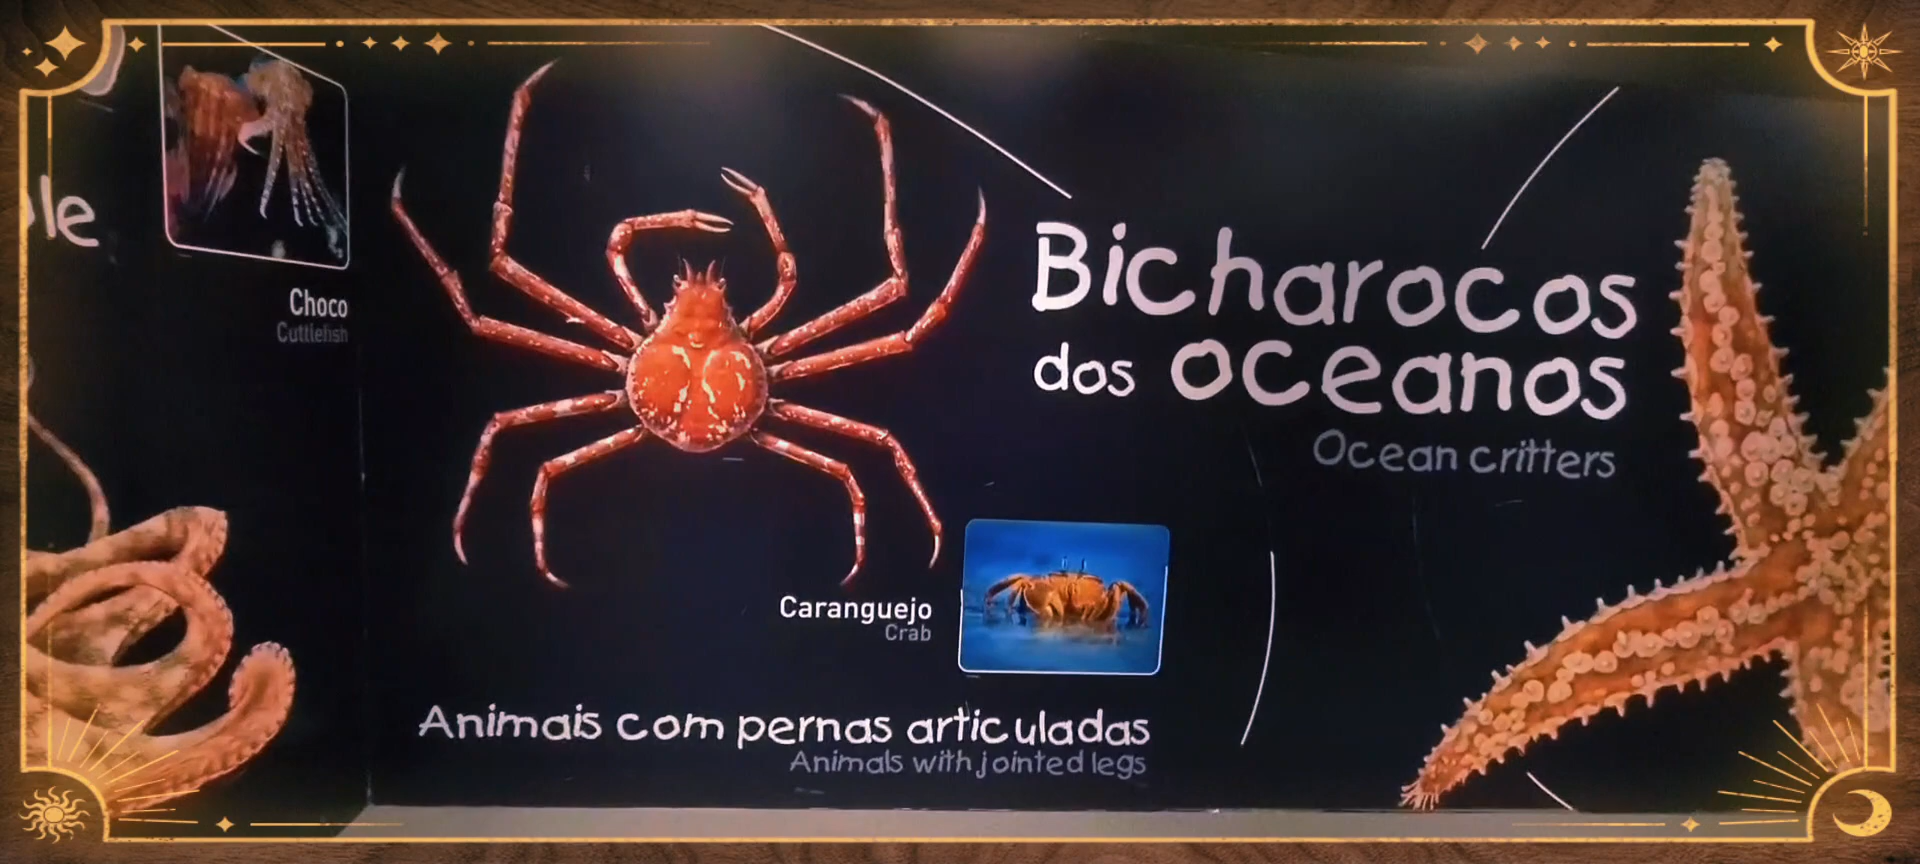 le
Choco
Cuttlefish
Bicharocos
dos oceanos
Ocean critters
Caranguejo
Crab
Animais com pernas articuladas
Animals with jointed legs